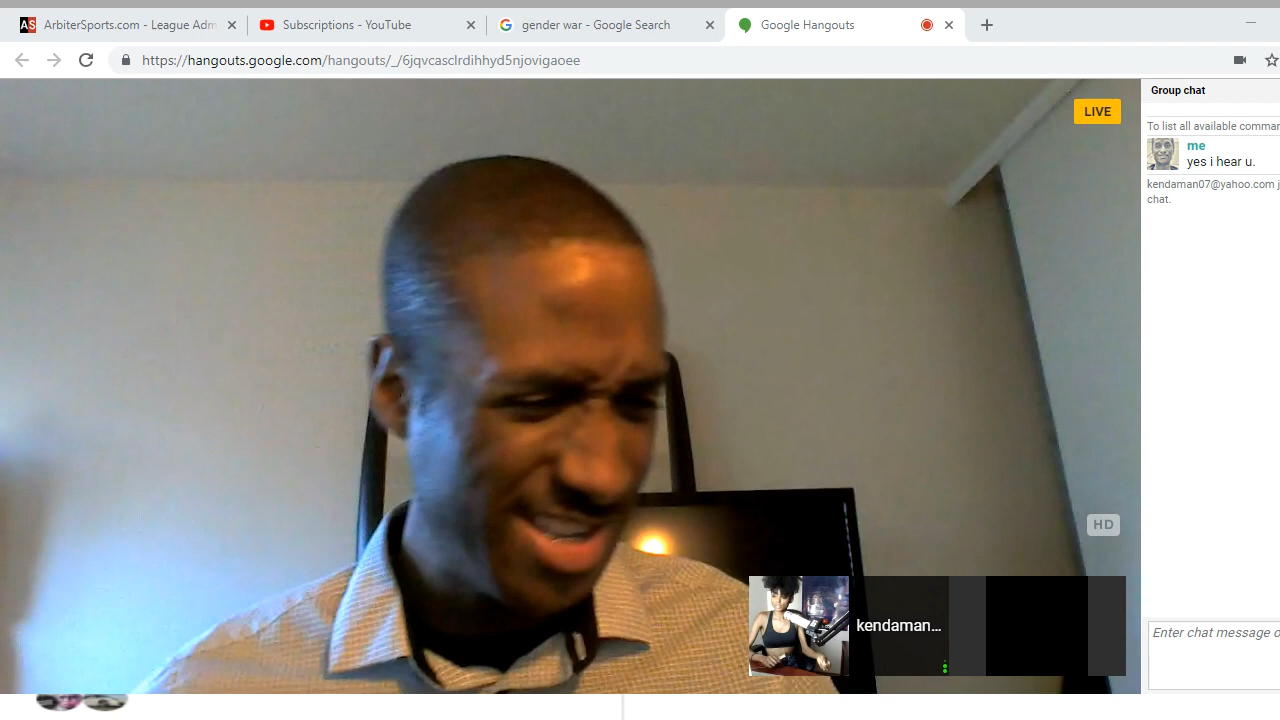 AS ArbiterSports.com - League Adm
Subscriptions - YouTube
gender war - Google Search
Google Hangouts
https://hangouts.google.com/hangouts/_/6jqvcasclrdihhyd5njovigaoee
LIVE
Group chat
To list all available comman
me
yes i hear u.
kendaman07@yahoo.com j
chat.
HD
kendaman...
Enter chat message o